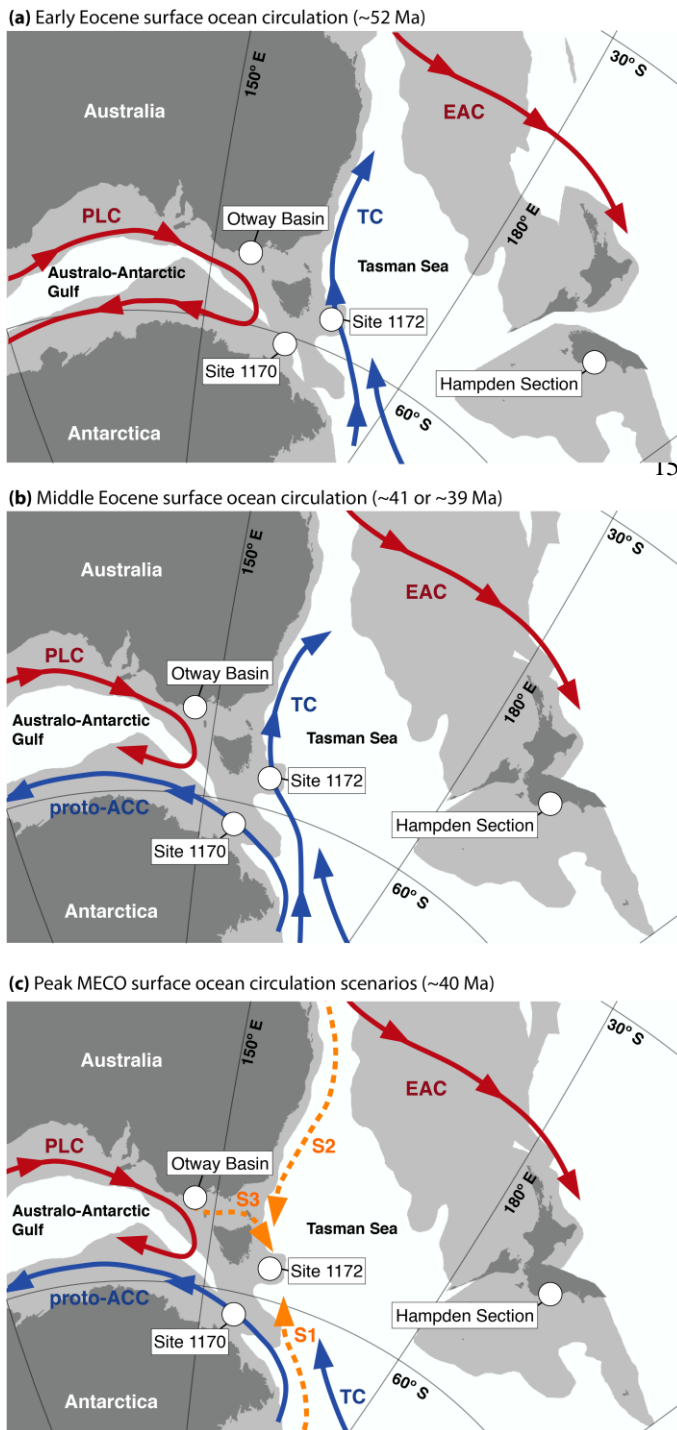 (a) Early Eocene surface ocean circulation (~52 Ma)
30° S
150° E
Australia
EAC
PLC
Otway Basin
TC
180° E
Australo-Antarctic
Gulf
Tasman Sea
Site 1172
Site 1170
Hampden Section
60° S
Antarctica
15
(b) Middle Eocene surface ocean circulation (~41 or ~39 Ma)
30° S
150° E
Australia
EAC
PLC
Otway Basin
180° E
TC
Australo-Antarctic
Gulf
Tasman Sea
Site 1172
proto-ACC
Hampden Section
Site 1170
60° S
Antarctica
(c) Peak MECO surface ocean circulation scenarios (~40 Ma)
30° S
150° E
Australia
EAC
S2
PLC
Otway Basin
180° E
S3
Australo-Antarctic
Gulf
Tasman Sea
Site 1172
proto-ACC
Hampden Section
S1
Site 1170
60° S
TC
Antarctica